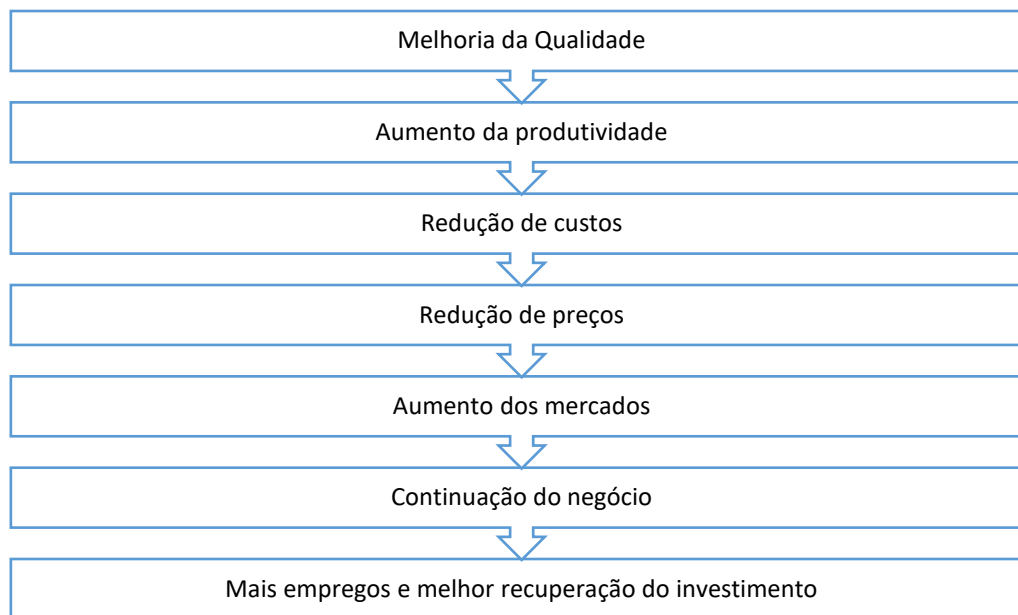 Melhoria da Qualidade
Aumento da produtividade
Redução de custos
Redução de preços
Aumento dos mercados
Continuação do negócio
Mais empregos e melhor recuperação do investimento